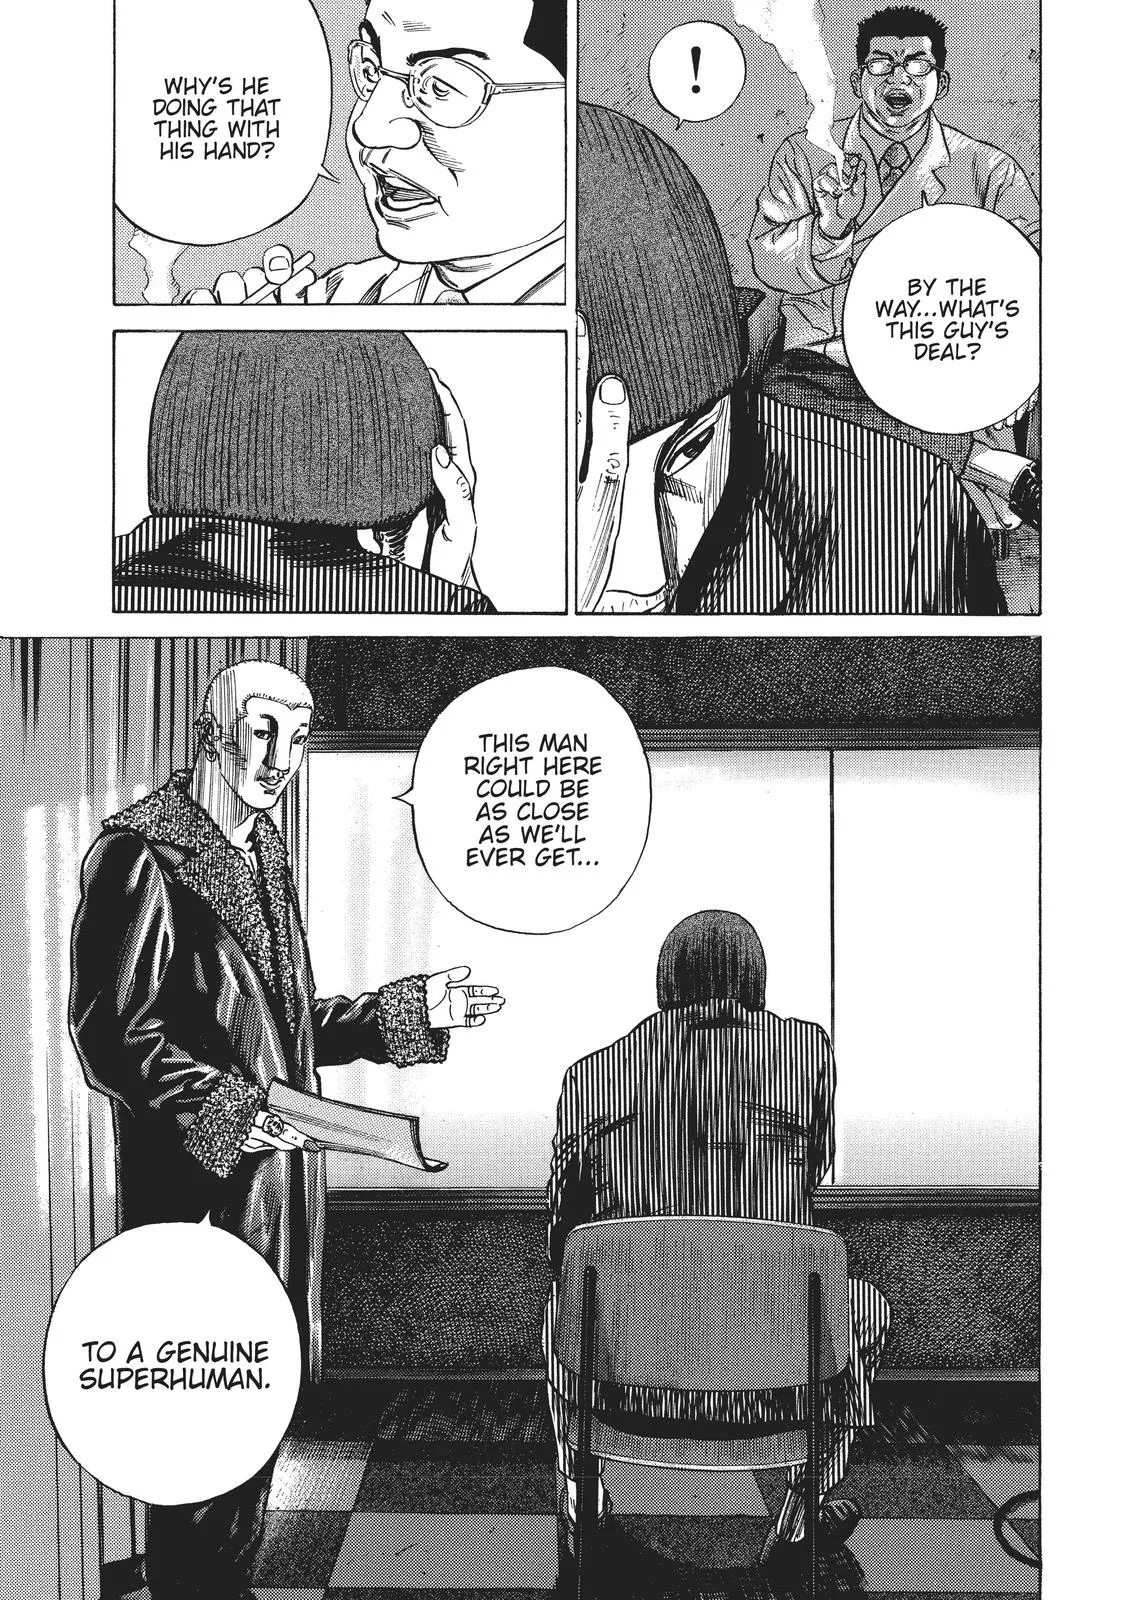 !
BY THE
WAY...WHAT'S
THIS GUY'S
DEAL?
WHY'S HE
DOING THAT
THING WITH
HIS HAND?
THIS MAN
RIGHT HERE
COULD BE
AS CLOSE
AS WE'LL
EVER GET...
TO A GENUINE
SUPERHUMAN.